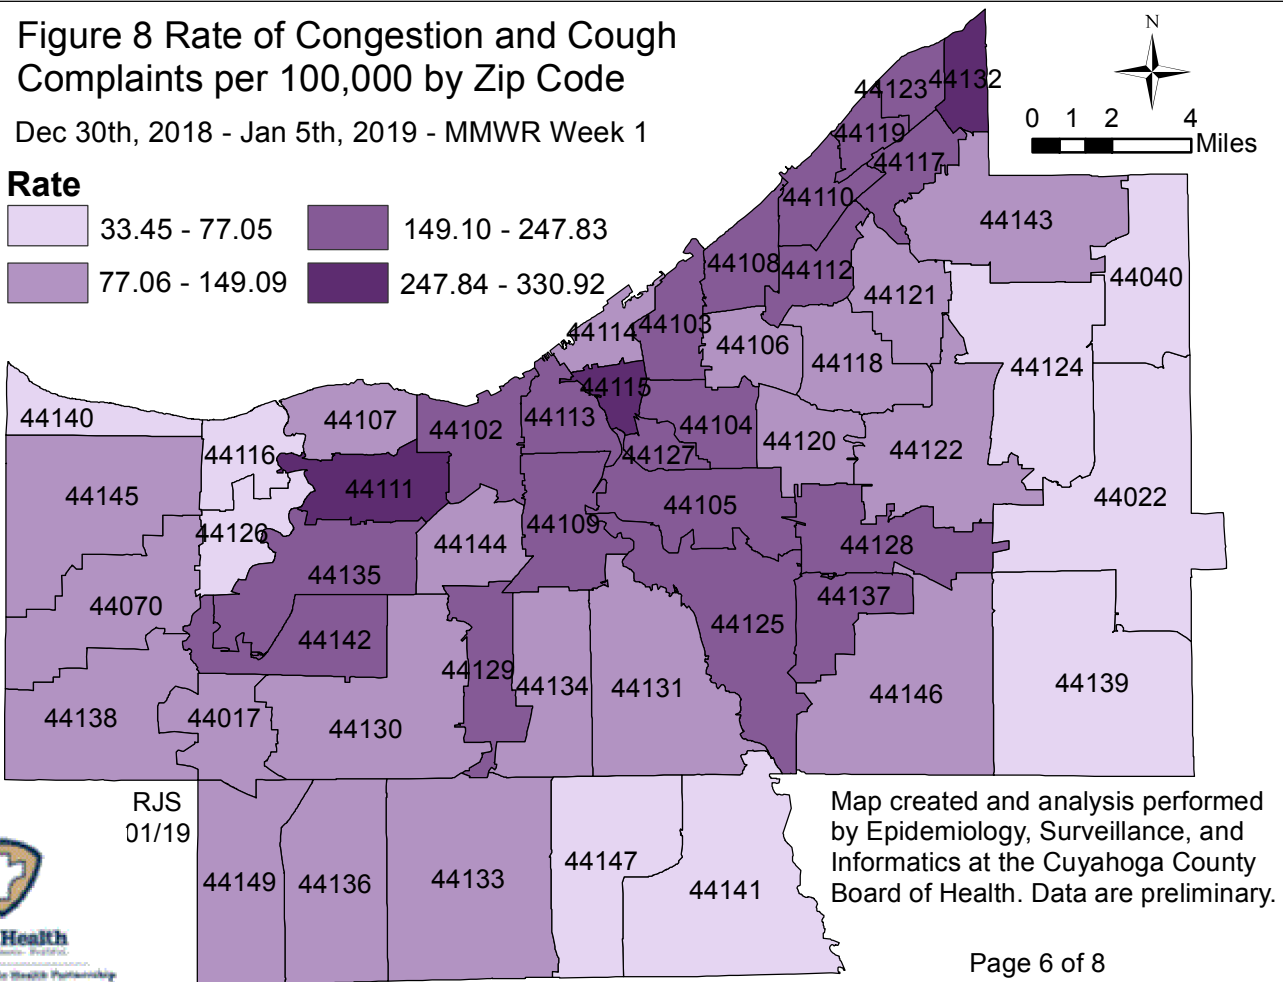 Figure 8 Rate of Congestion and Cough
Complaints per 100,000 by Zip Code
Dec 30th, 2018 - Jan 5th, 2019 - MMWR Week 1
Rate
33.45 - 77.05
149.10 - 247.83
77.06 - 149.09
247.84 - 330.92
N
0 1 2 4
Miles
44132
44123
44119
44117
44110
44143
44108
44112
44040
44121
44114
44103
44106
44118
44124
44115
44140
44107
44102
44113
44104
44120
44122
44116
44127
44111
44145
44022
44105
44109
44126
44144
44128
44135
44070
44137
44125
44142
44129
44134
44131
44139
44146
44138
44017
44130
RJS
01/19
44147
44149
44136
44133
44141
Map created and analysis performed
by Epidemiology, Surveillance, and
Informatics at the Cuyahoga County
Board of Health. Data are preliminary.
Health
Health Partnership
Page 6 of 8